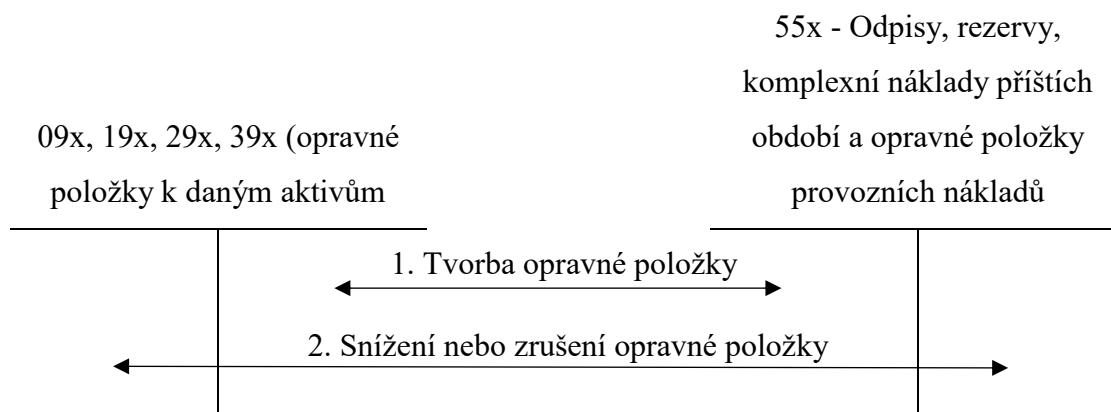 55x - Odpisy, rezervy,
komplexní náklady příštích
období a opravné položky
provozních nákladů
09x, 19x, 29x, 39x (opravné
položky k daným aktivům
1. Tvorba opravné položky
2. Snížení nebo zrušení opravné položky